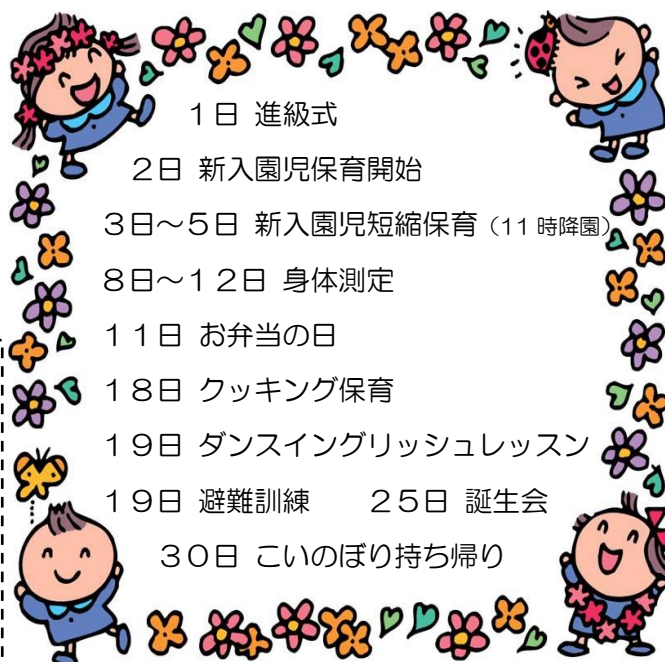 １日 進級式
２日 新入園児保育開始
３日～５日 新入園児短縮保育（11 時降園）
８日～１２日 身体測定
１１日 お弁当の日
１８日 クッキング保育
１９日 ダンスイングリッシュレッスン
１９日 避難訓練　　２５日 誕生会
３０日 こいのぼり持ち帰り